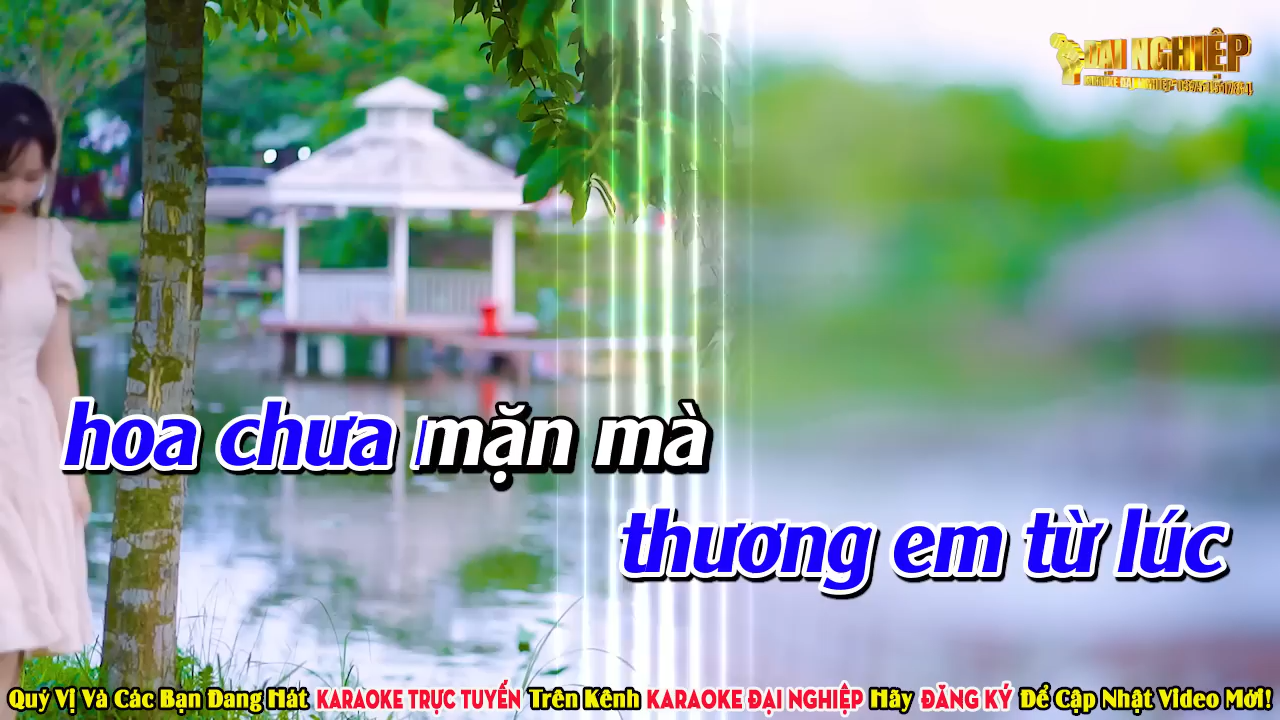 ĐẠI NGHIỆP
hoa chưa mặn mà
thương em từ lúc
Quý Vị Và Các Bạn Đang Hát KARAOKE TRỰC TUYẾN Trên Kênh KARAOKE ĐẠI NGHIỆP Hãy ĐĂNG KÝ Để Cập Nhật Video Mới!